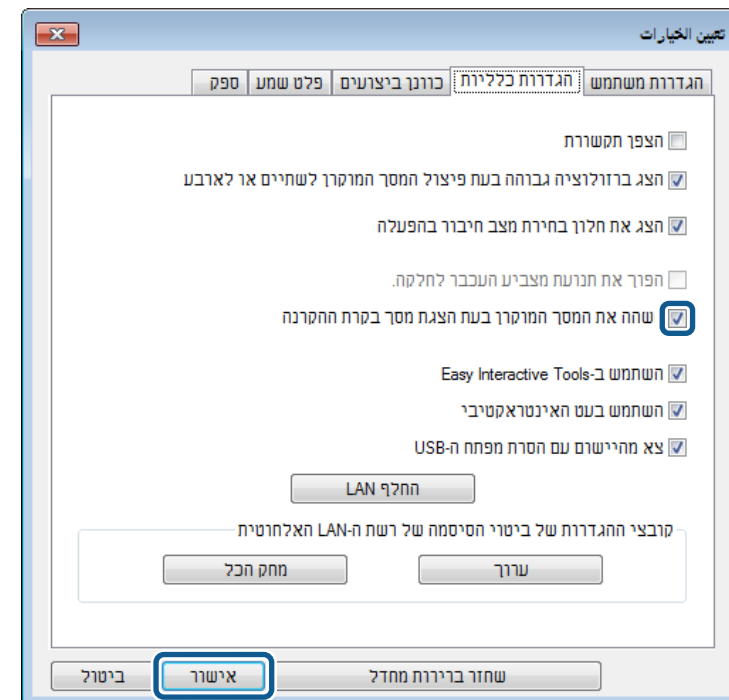 تعيين الخيارات
הגדרות משתמש הגדרות כלליות כוונן ביצועים פלט שמע ספק
הצפן תקשורת
הצג ברזולוציה גבוהה בעת פיצול המסך המוקרן לשתיים או לארבע
הצג את חלון בחירת מצב חיבור בהפעלה
הפוך את תנועת מצביע העכבר לחלקה.
שהה את המסך המוקרן בעת הצגת מסך בקרת ההקרנה
השתמש ב-Easy Interactive Tools
השתמש בעט האינטראקטיבי
צא מהיישום עם הסרת מפתח ה-USB
החלף LAN
קובצי ההגדרות של ביטוי הסיסמה של רשת ה-LAN האלחוטית
ערוך מחק הכל
שחזר ברירות מחדל אישור ביטול